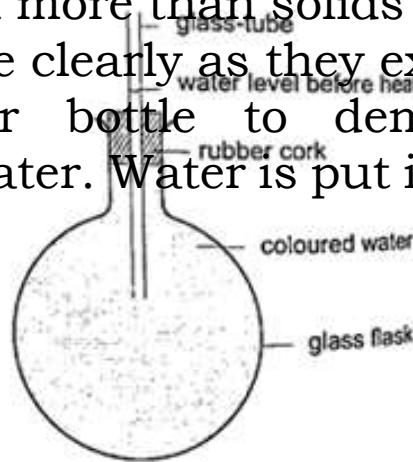 more than solids
glass-tube
e clearly as they ex
water level before hea
r bottle to dem
rubber cork
ater. Water is put i
coloured water
glass flask